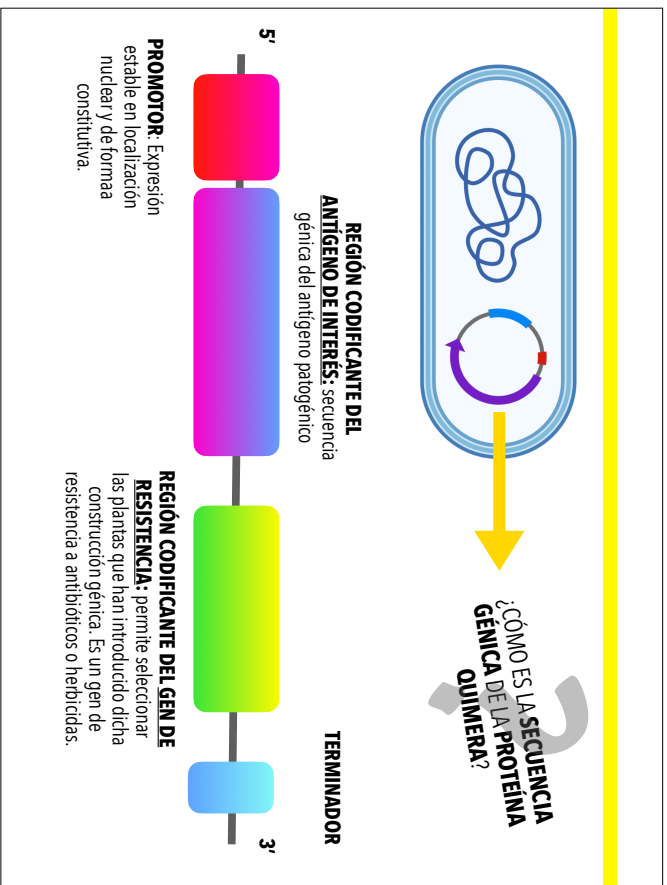 ¿CÓMO ES LA SECUENCIA
GÉNICA DE LA PROTEÍNA
QUIMERA?
REGIÓN CODIFICANTE DEL
ANTÍGENO DE INTERÉS: secuencia
génica del antígeno patogénico
TERMINADOR
5'
3'
PROMOTOR: Expresión
estable en localización
nuclear y de formaa
constitutiva.
REGIÓN CODIFICANTE DEL GEN DE
RESISTENCIA: permite seleccionar
las plantas que han introducido dicha
construcción génica. Es un gen de
resistencia a antibióticos o herbicidas.